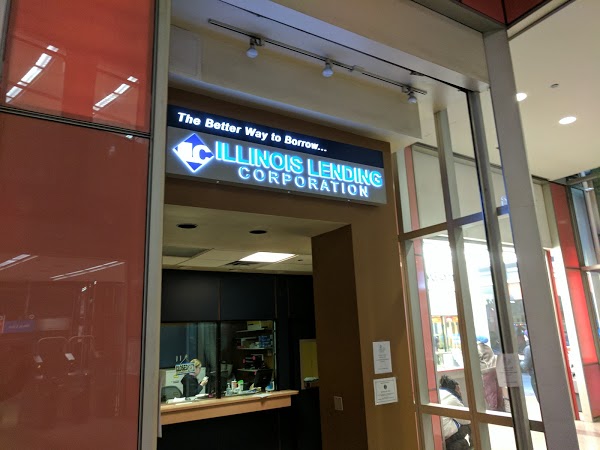 The Better Way to Borrow...
ILC ILLINOIS LENDING
CORPORATION